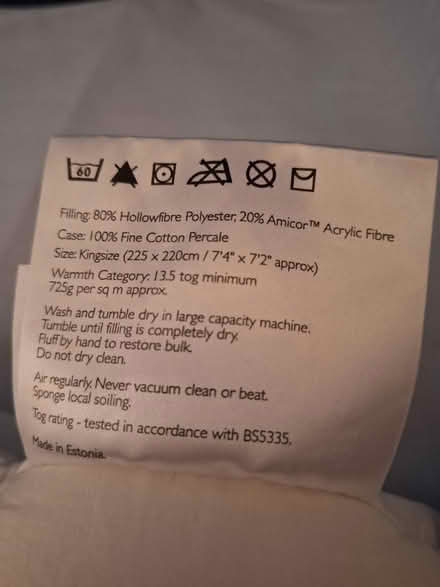 60
Filling: 80% Hollowfibre Polyester, 20% Amicor™ Acrylic Fibre
Case: 100% Fine Cotton Percale
Size: Kingsize (225 x 220cm / 7'4" x 7'2" approx)
Warmth Category: 13.5 tog minimum
725g per sq m approx.
Wash and tumble dry in large capacity machine.
Tumble until filling is completely dry.
Fluff by hand to restore bulk.
Do not dry clean.
Air regularly. Never vacuum clean or beat.
Sponge local soiling.
Tog rating - tested in accordance with BS5335.
Made in Estonia.